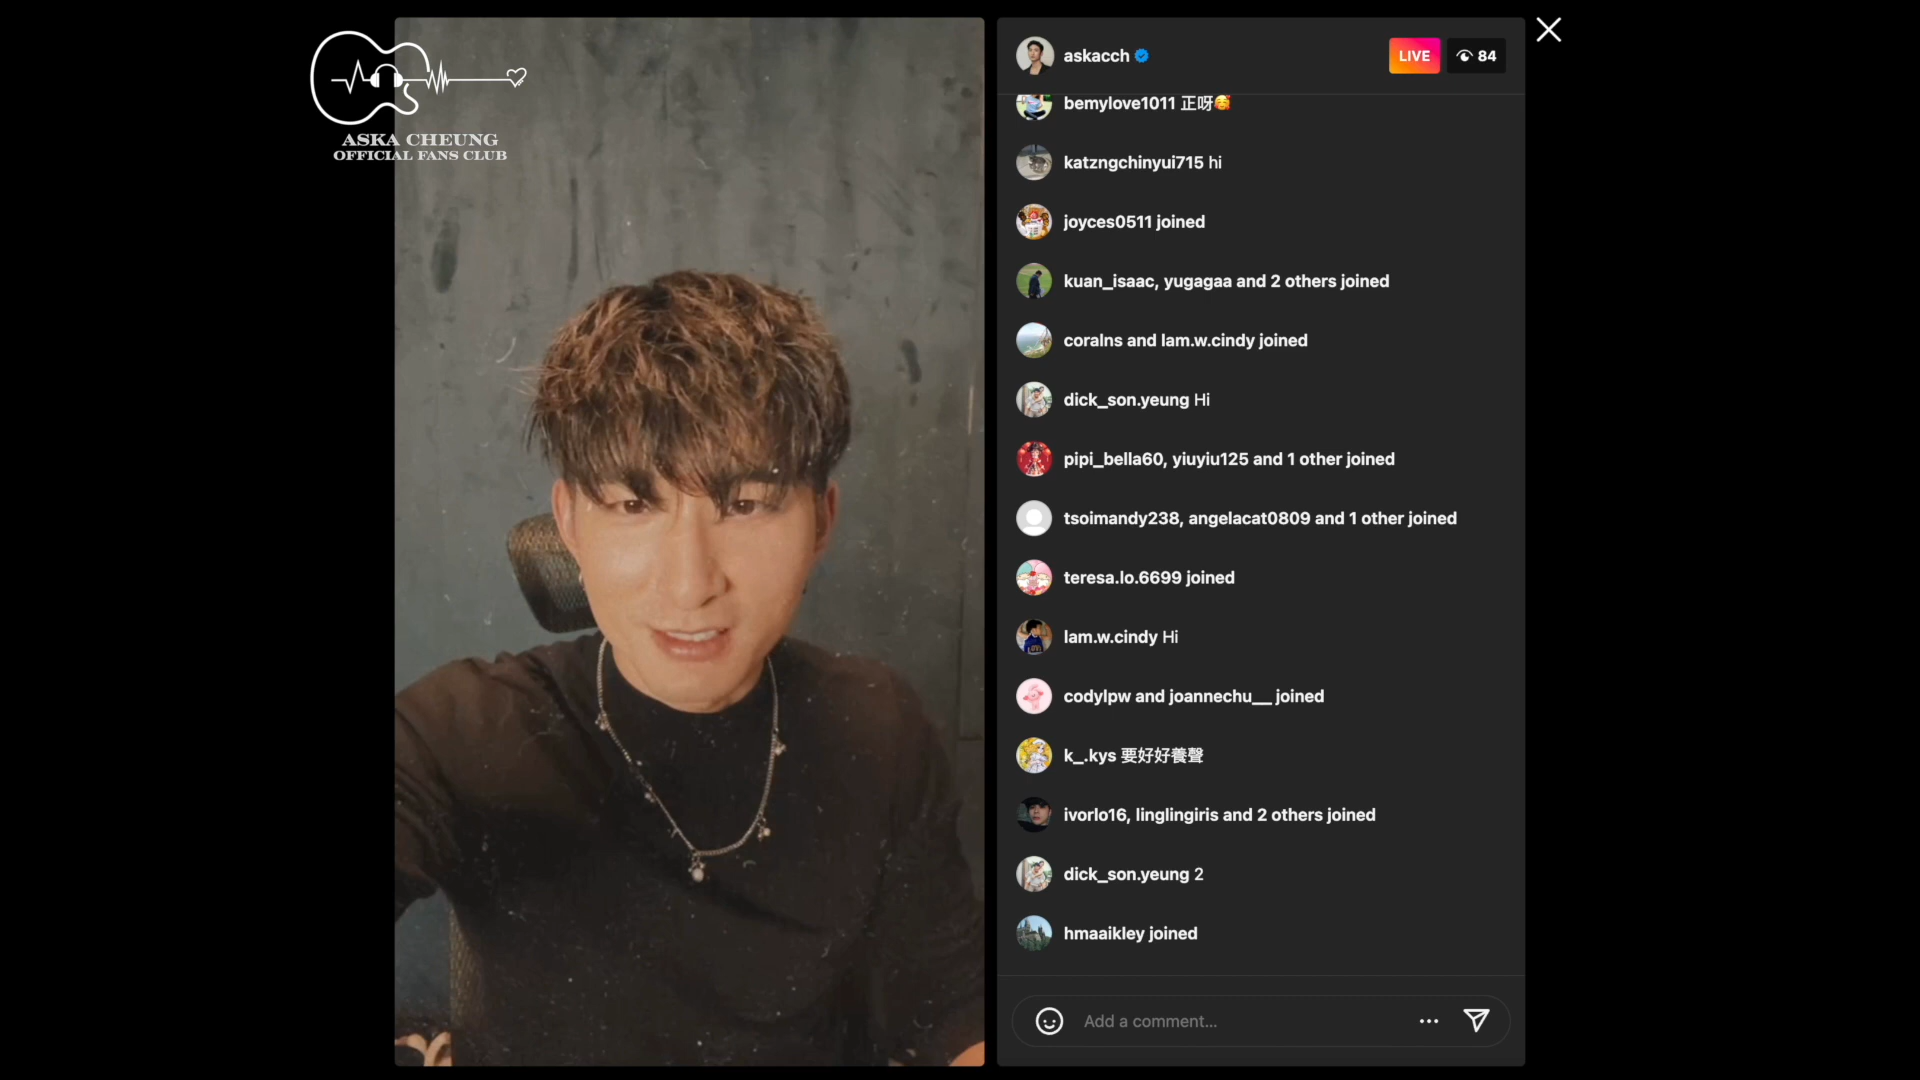 ASKA CHEUNG
OFFICIAL FANS CLUB
askacch
LIVE
84
bemylove1011 正呀🥰
katzngchinyui715 hi
joyces0511 joined
kuan_isaac, yugagaa and 2 others joined
coralns and lam.w.cindy joined
dick_son.yeung Hi
pipi_bella60, yiuyiu125 and 1 other joined
tsoimandy238, angelacat0809 and 1 other joined
teresa.lo.6699 joined
lam.w.cindy Hi
codylpw and joannechu__ joined
k_.kys 要好好養聲
ivorlo16, linglingiris and 2 others joined
dick_son.yeung 2
hmaaikley joined
Add a comment...